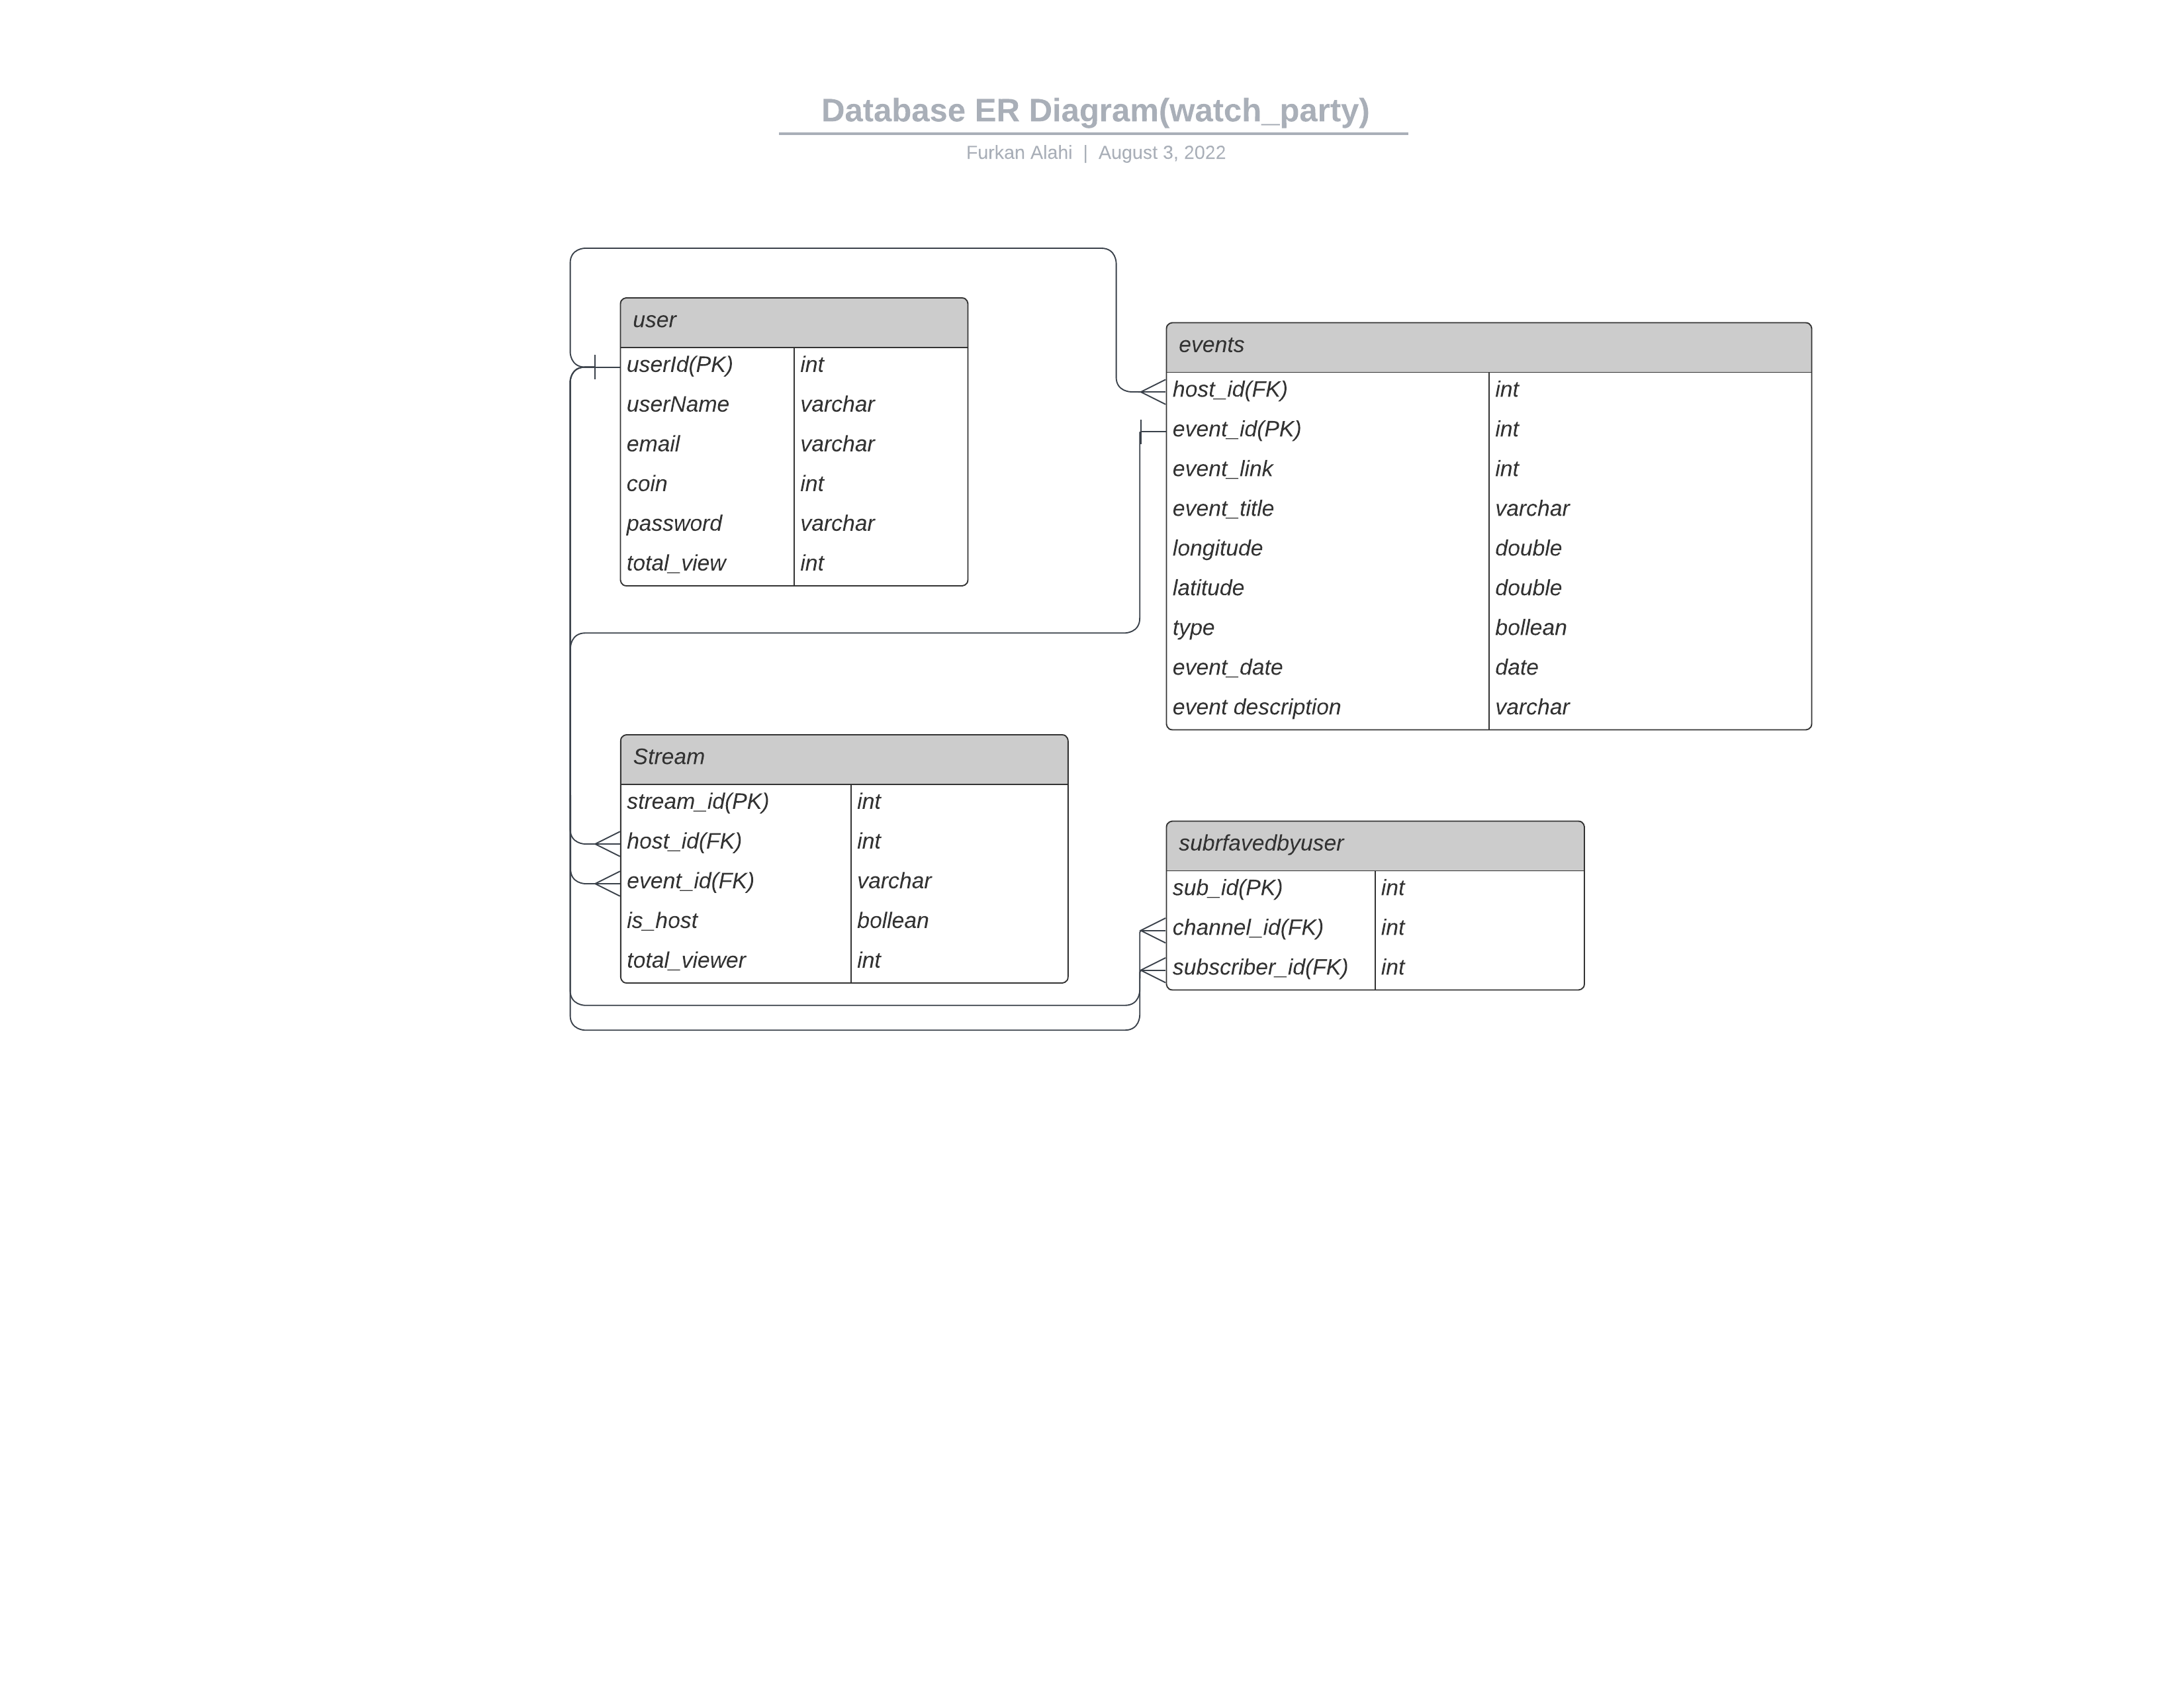 Database ER Diagram(watch_party)
Furkan Alahi | August 3, 2022
user
userId(PK) int
userName varchar
email varchar
coin int
password varchar
total_view int
events
host_id(FK) int
event_id(PK) int
event_link int
event_title varchar
longitude double
latitude double
type bollean
event_date date
event description varchar
Stream
stream_id(PK) int
host_id(FK) int
event_id(FK) varchar
is_host bollean
total_viewer int
subrfavedbyuser
sub_id(PK) int
channel_id(FK) int
subscriber_id(FK) int